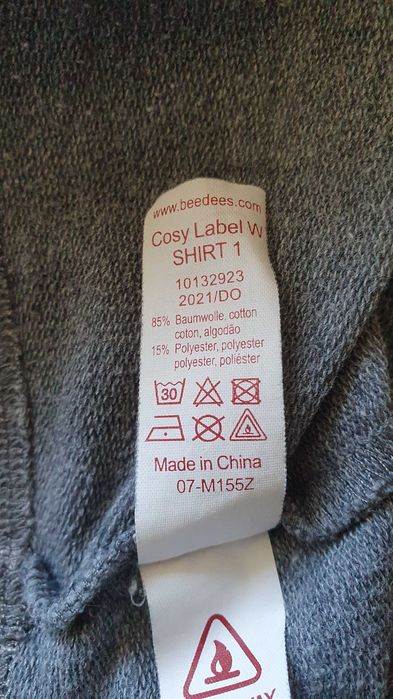 www.beedees.com
Cosy Label W
SHIRT 1
10132923
2021/DO
85% Baumwolle, cotton
coton, algodão
15% Polyester, polyester
polyester, poliéster
30
Made in China
07-M155Z